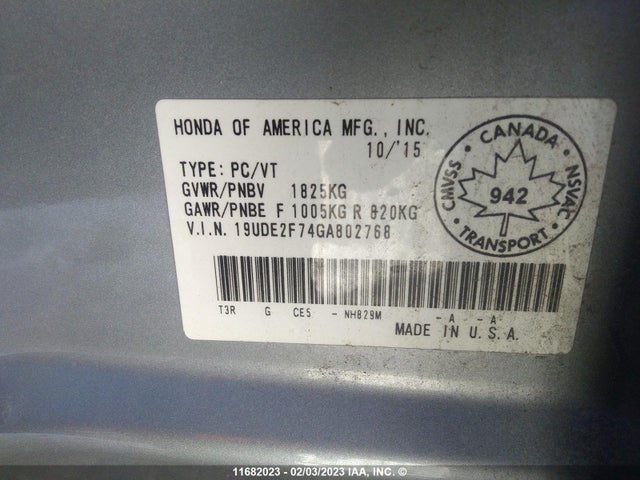 HONDA OF AMERICA MFG., INC.
10/'15
TYPE: PC/VT
GVWR/PNBV 1825KG
GAWR/PNBE F 1005KG R 820KG
V.I.N. 19UDE2F74GA802768
CANADA
CMVSS
942
NSVAC
TRANSPORT
T3R G CE5 - NH829M - A - A
MADE IN U.S.A.
11682023 - 02/03/2023 IAA, INC. ©